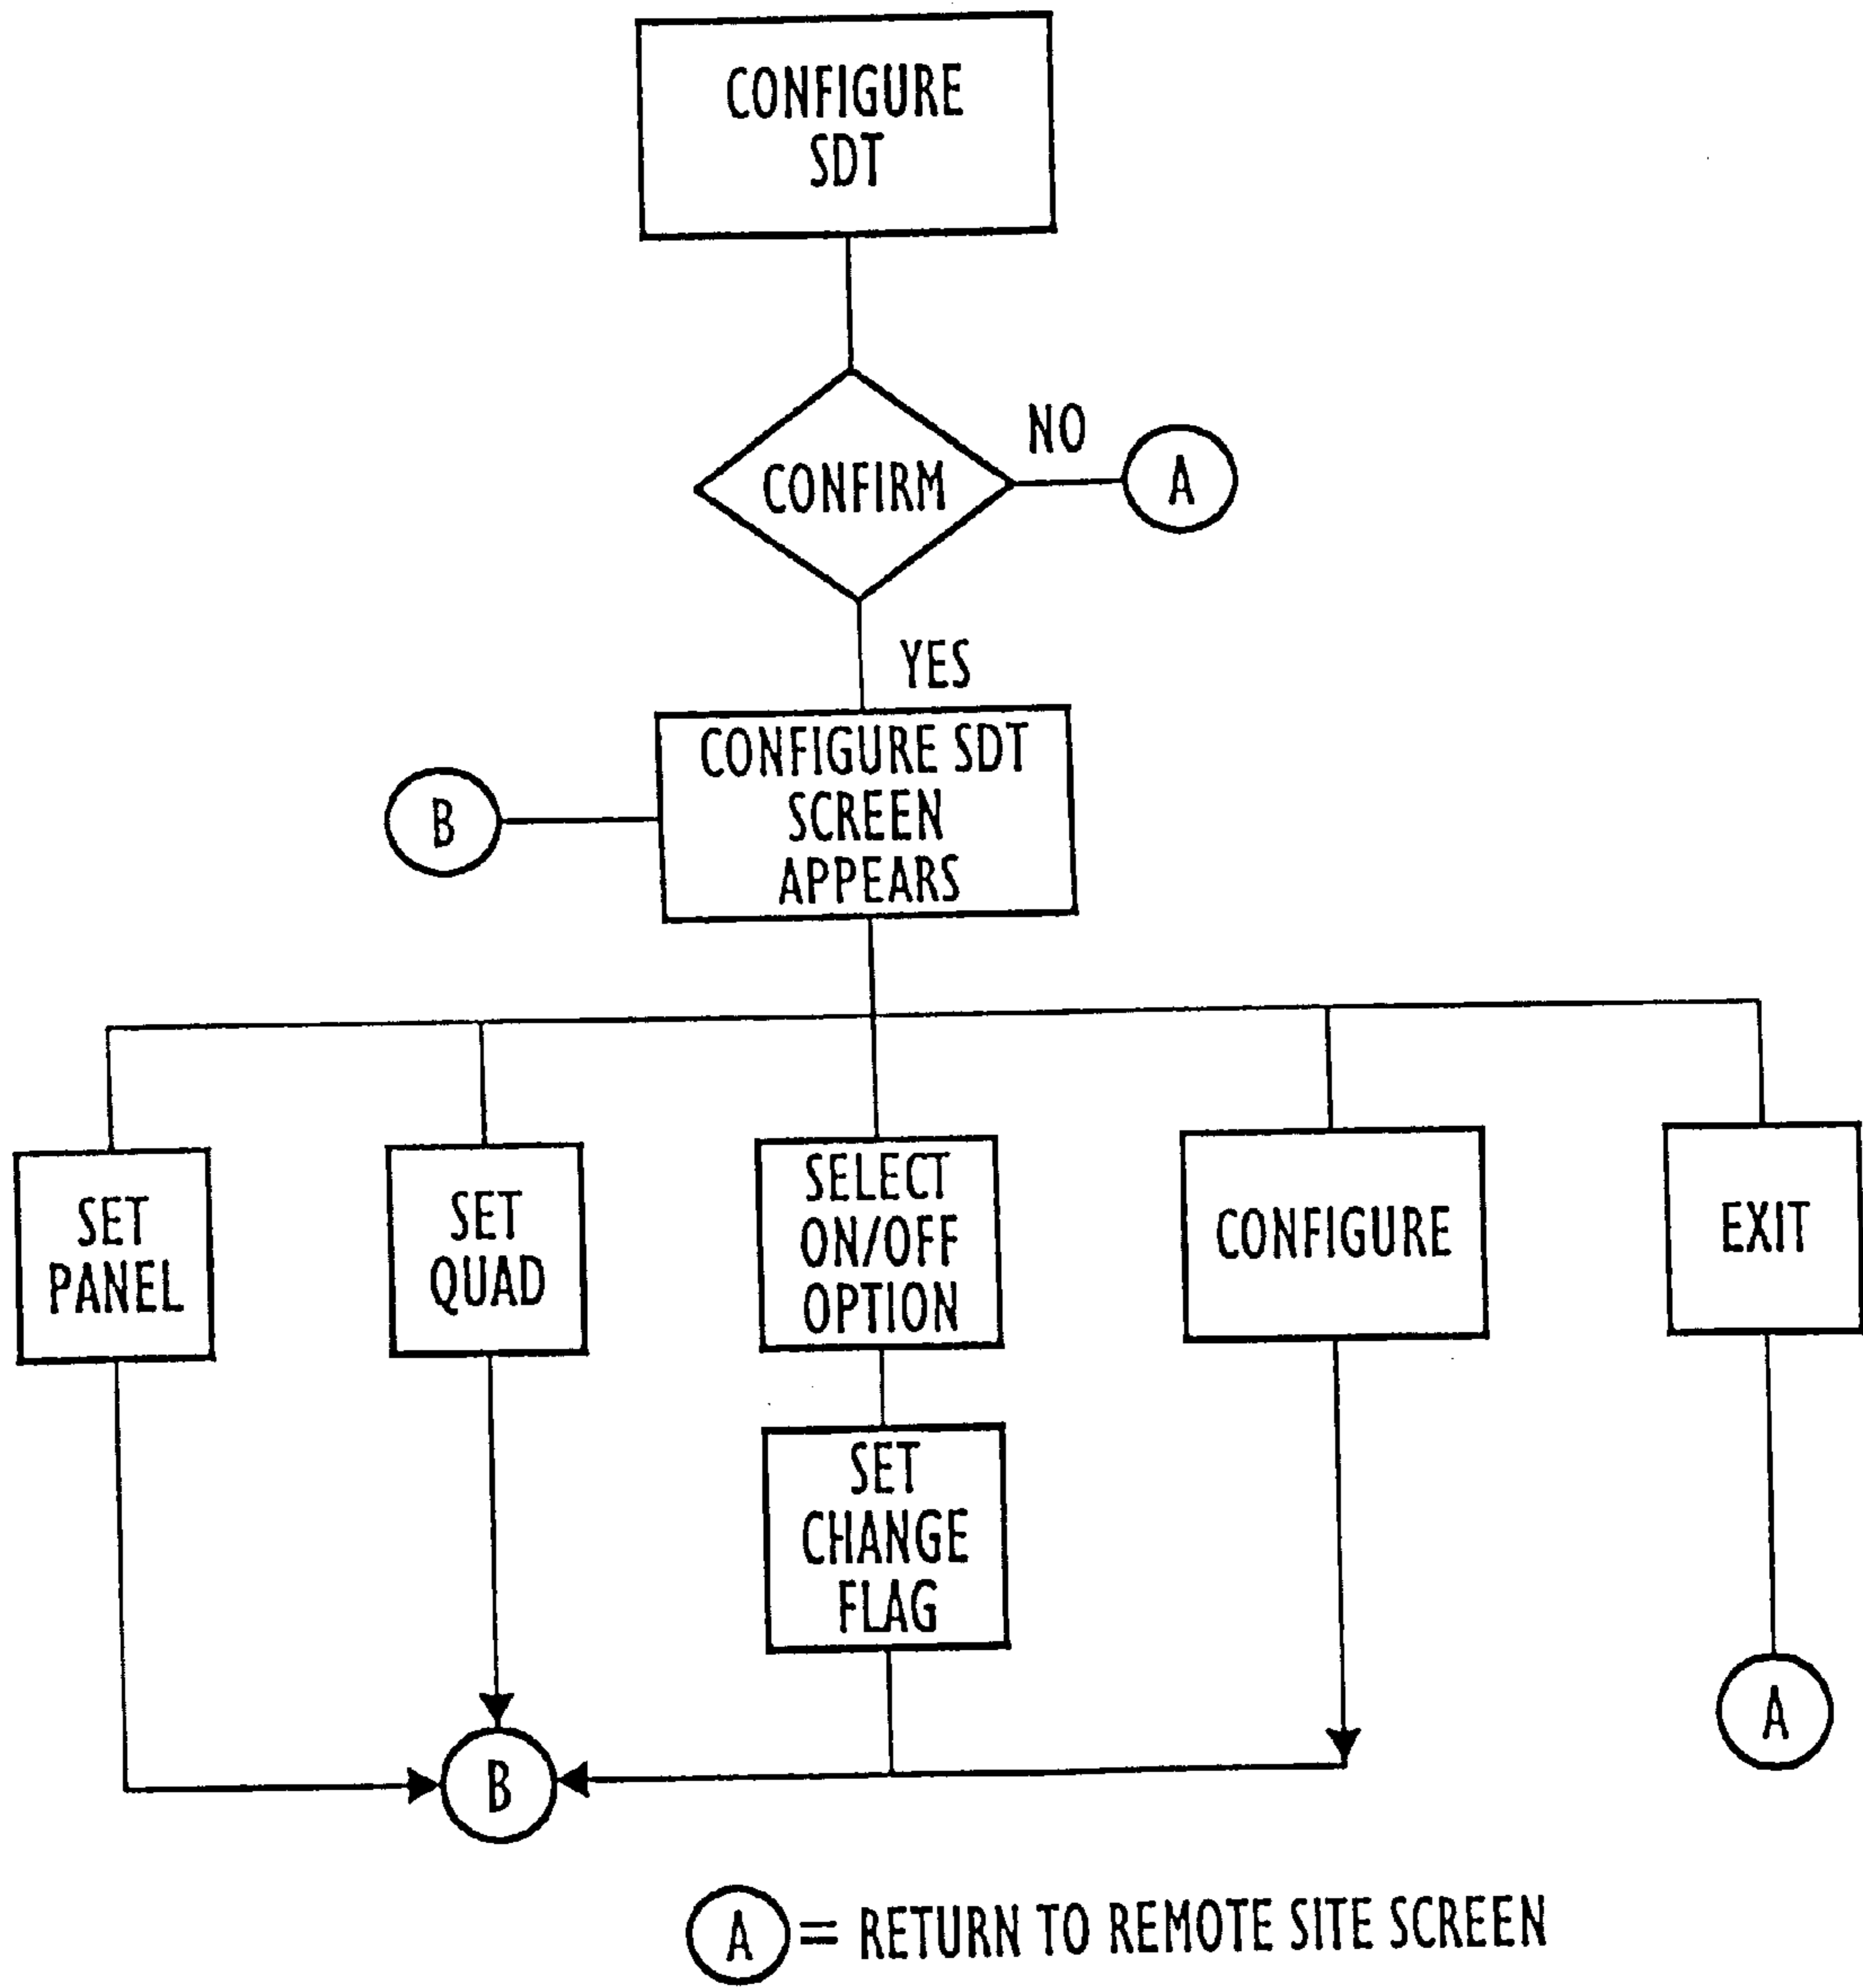 CONFIGURE
SDT
CONFIRM
NO
A
YES
CONFIGURE SDT
SCREEN
APPEARS
B
SET
PANEL
SET
QUAD
SELECT
ON/OFF
OPTION
CONFIGURE
EXIT
SET
CHANGE
FLAG
B
A
A = RETURN TO REMOTE SITE SCREEN